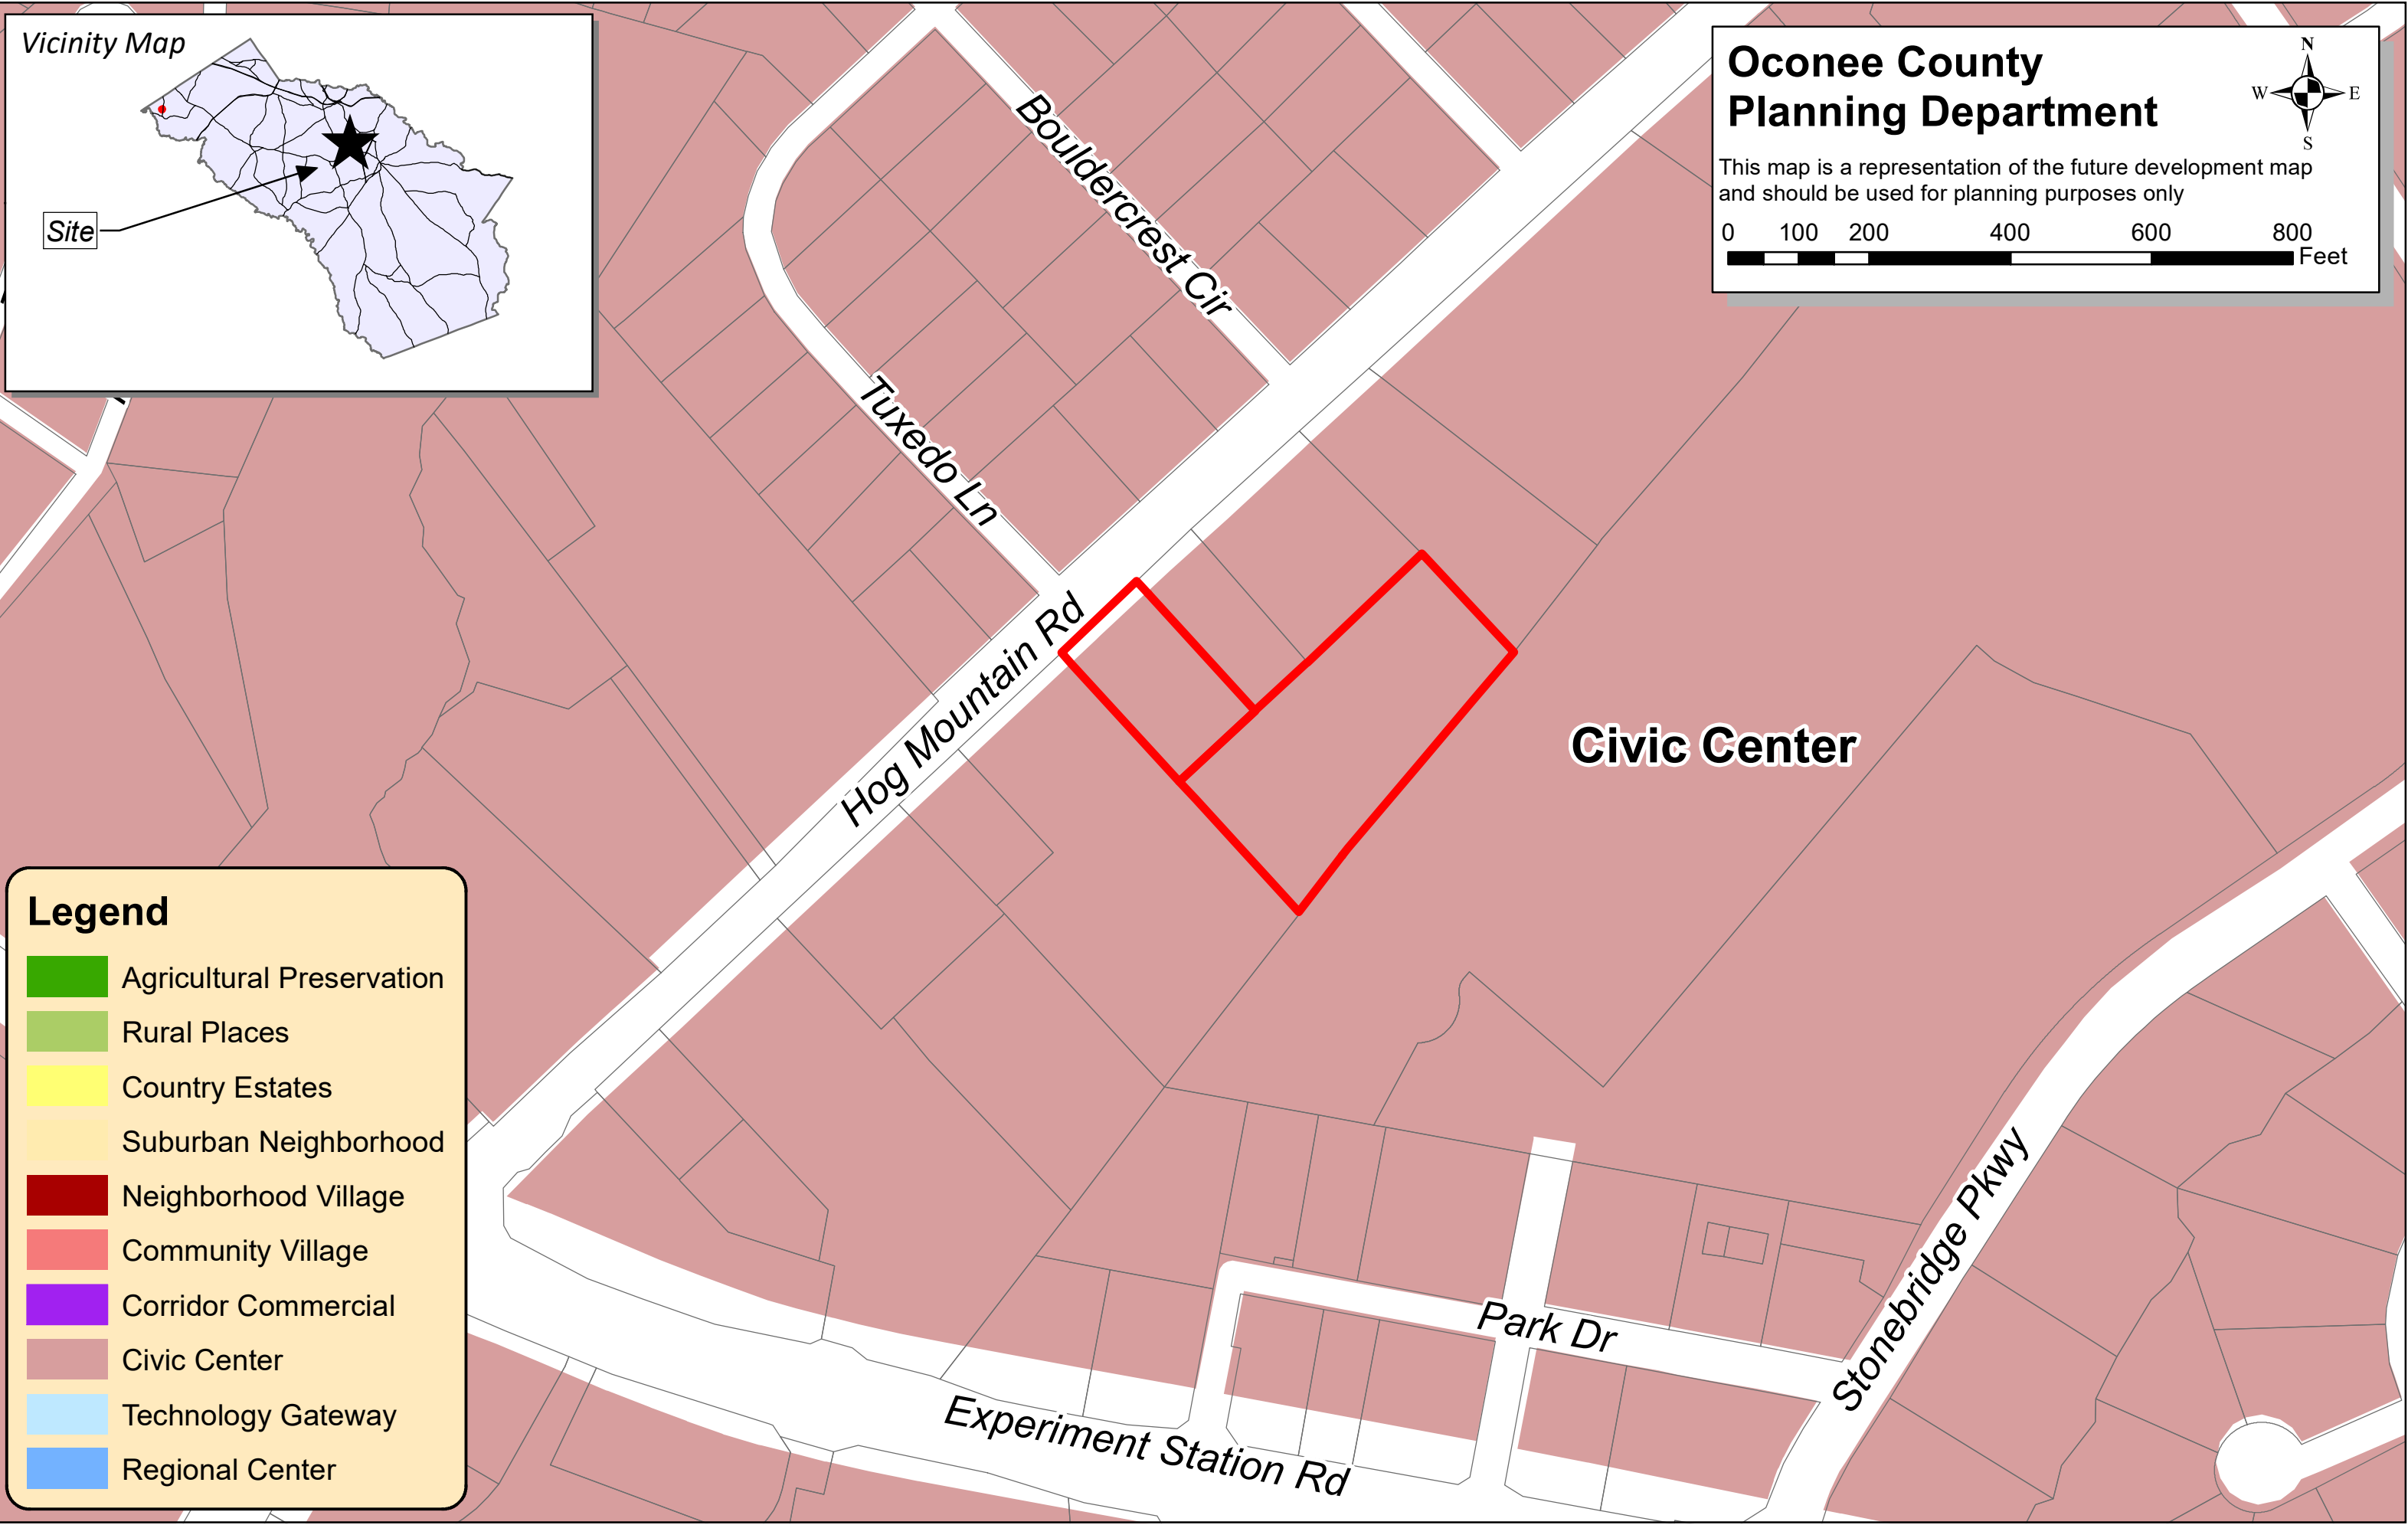 Vicinity Map
Site
Oconee County
Planning Department
N
W
E
S
This map is a representation of the future development map
and should be used for planning purposes only
0 100 200 400 600 800
Feet
Bouldercrest Cir
Tuxedo Ln
Hog Mountain Rd
Civic Center
Legend
Agricultural Preservation
Rural Places
Country Estates
Suburban Neighborhood
Neighborhood Village
Community Village
Corridor Commercial
Civic Center
Technology Gateway
Regional Center
Park Dr
Stonebridge Pkwy
Experiment Station Rd